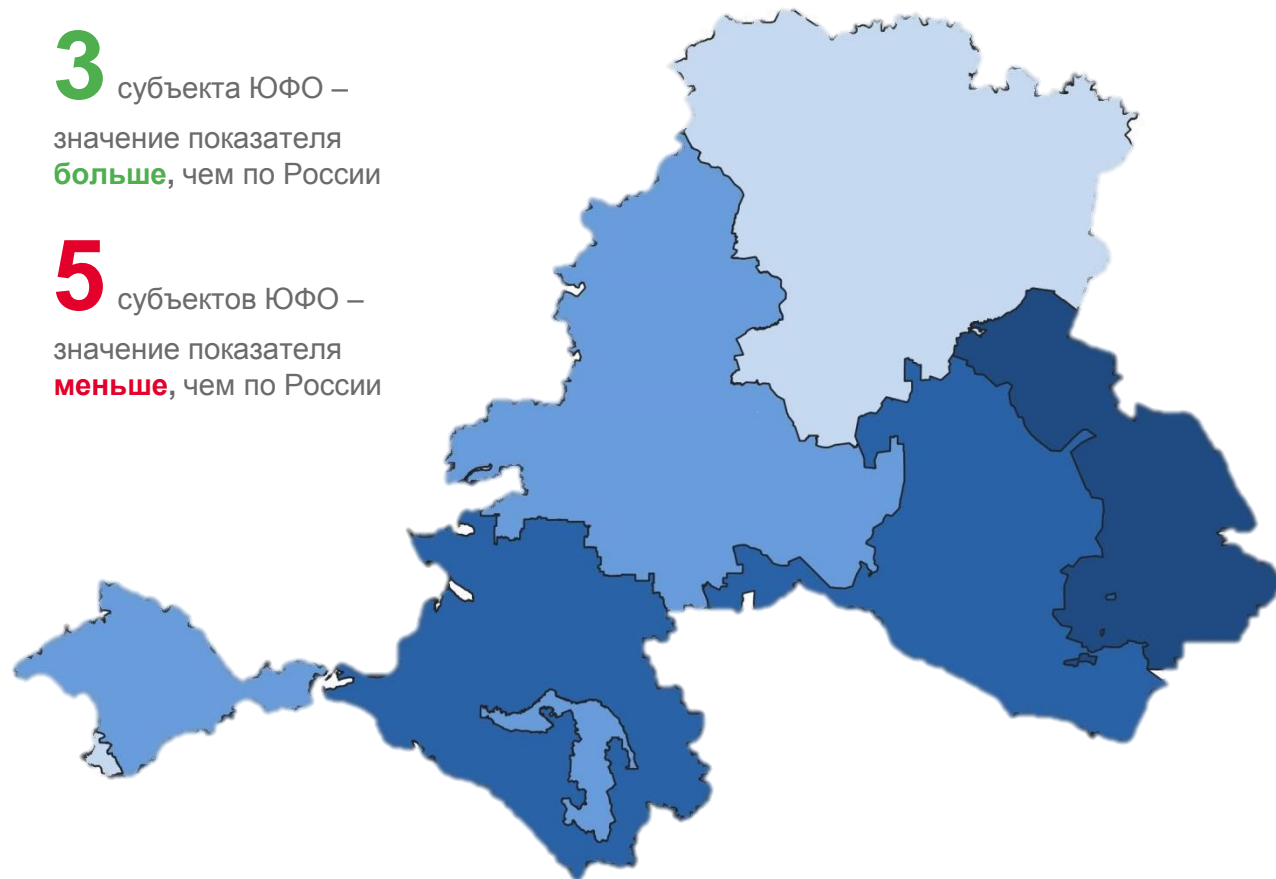 3 субъекта ЮФО –
значение показателя
больше, чем по России
5 субъектов ЮФО –
значение показателя
меньше, чем по России